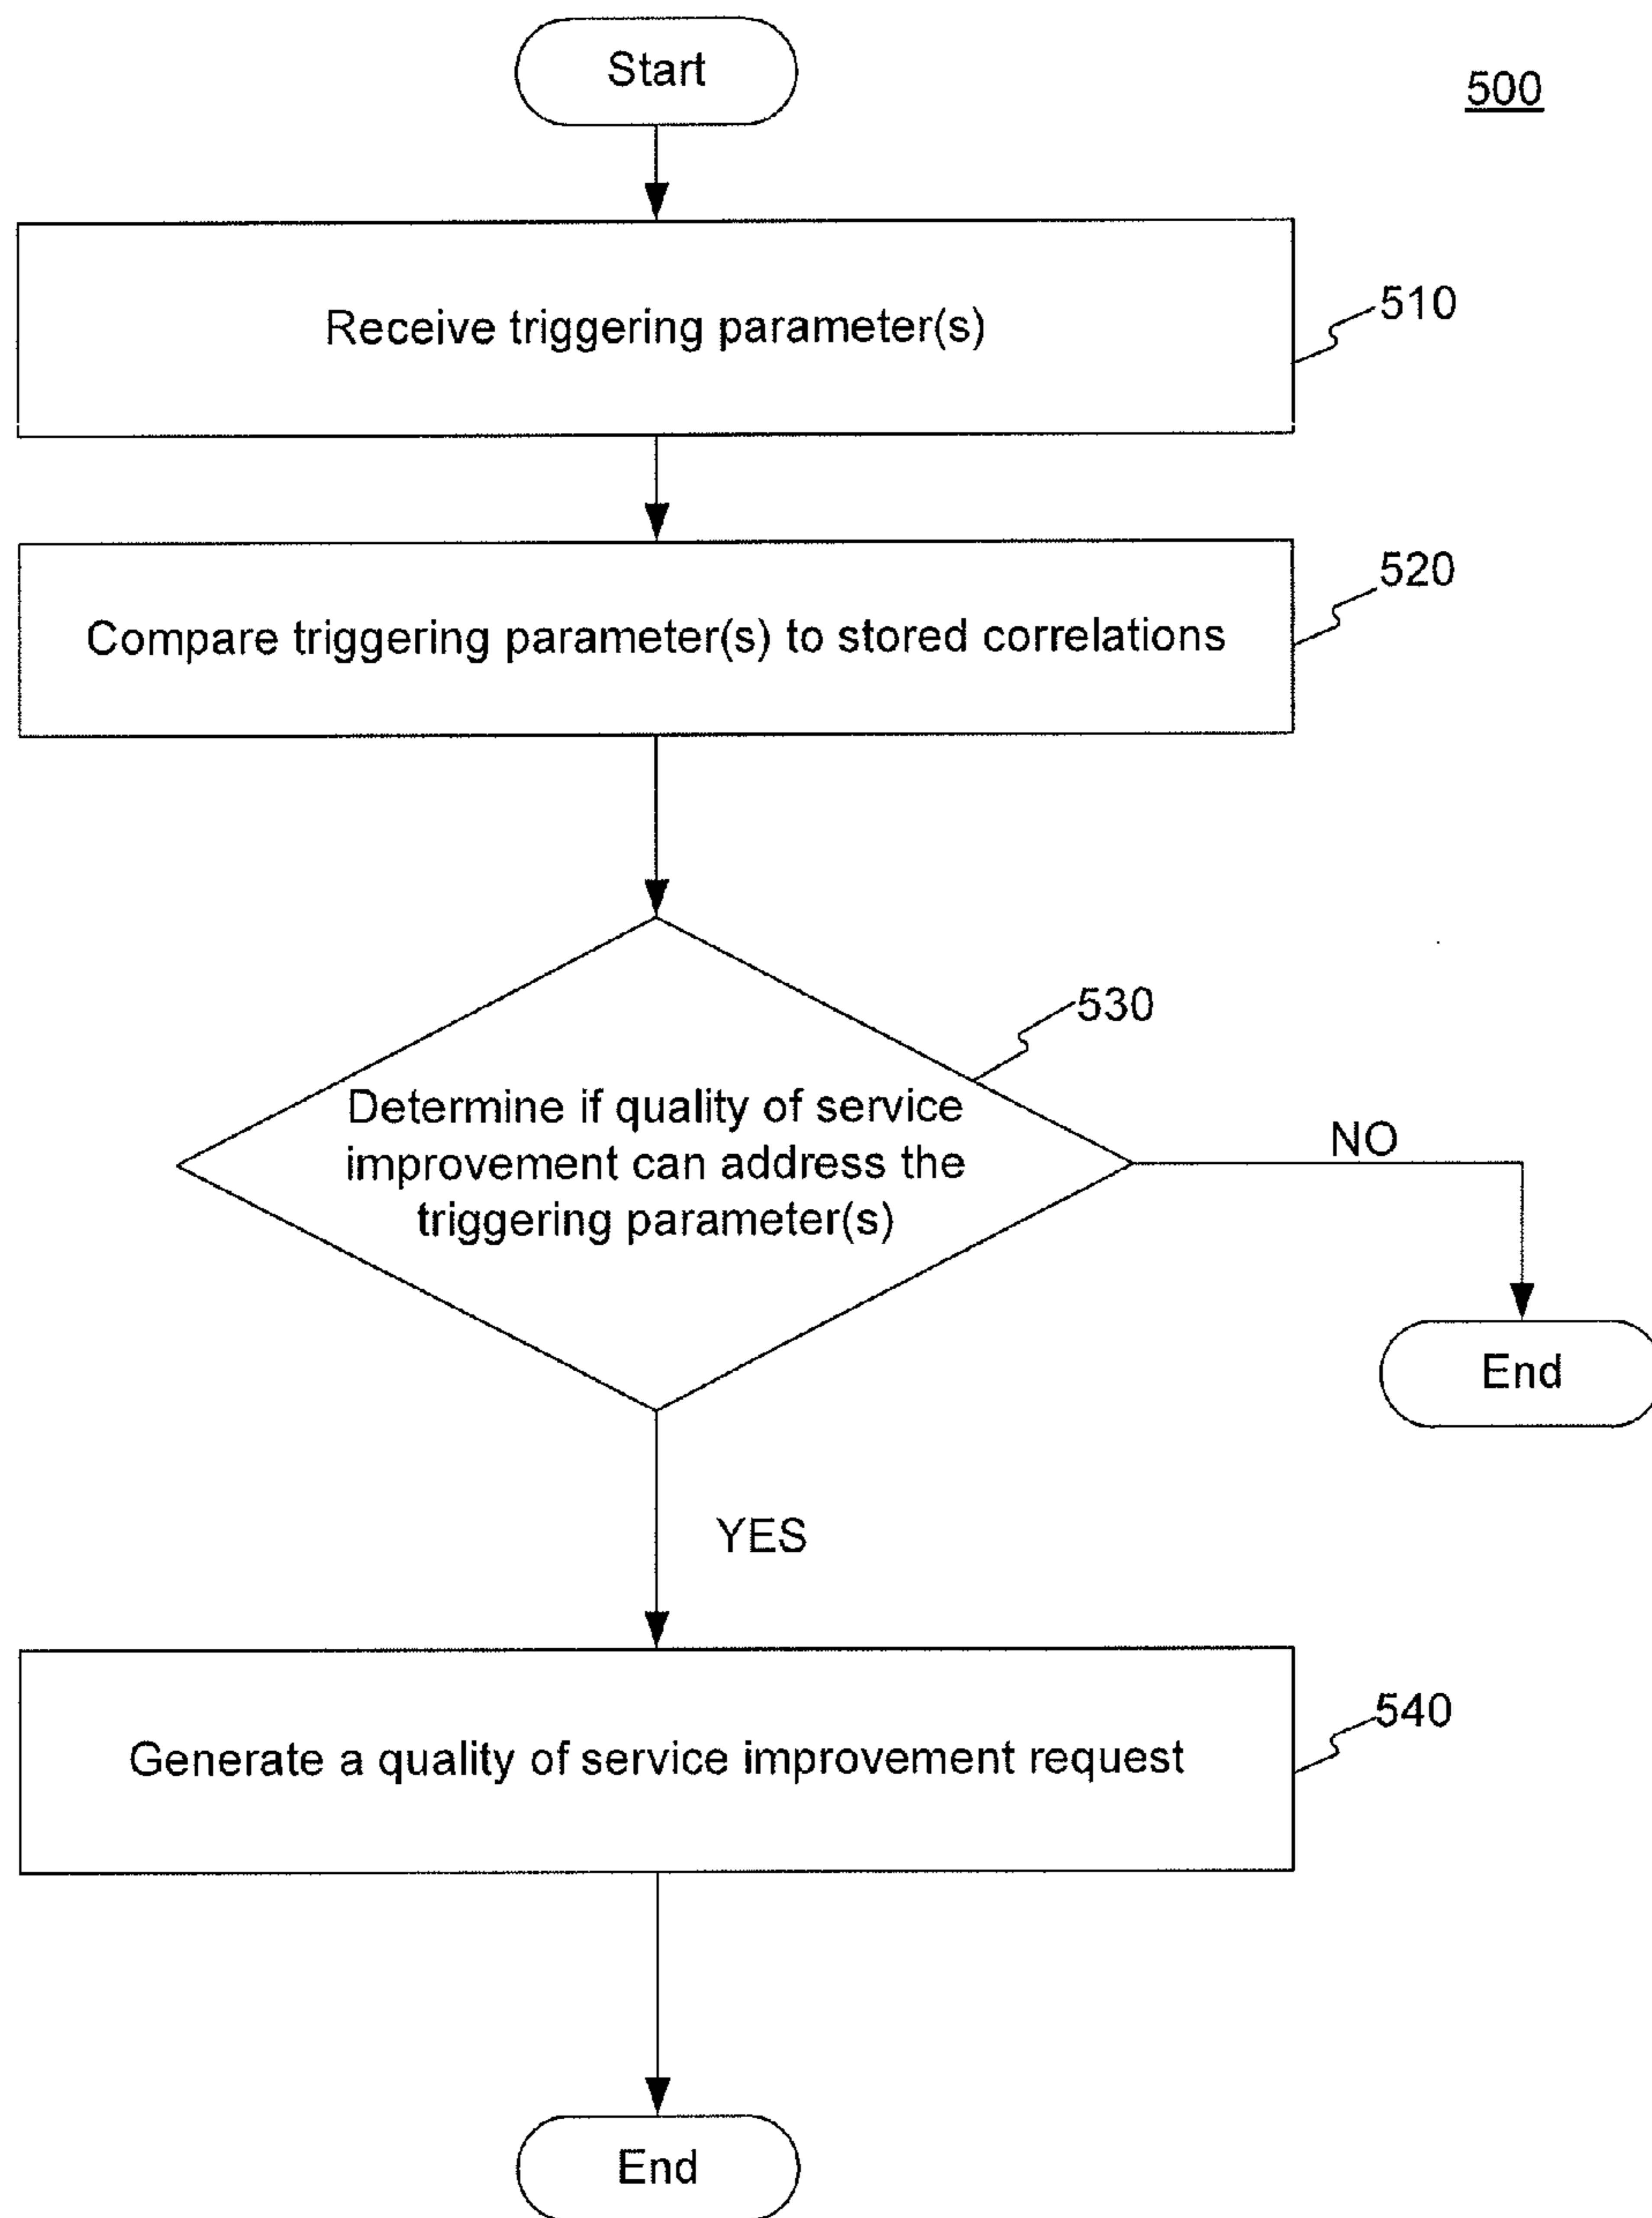 Start
500
Receive triggering parameter(s)
510
Compare triggering parameter(s) to stored correlations
520
530
Determine if quality of service
improvement can address the
triggering parameter(s)
NO
End
YES
Generate a quality of service improvement request
540
End